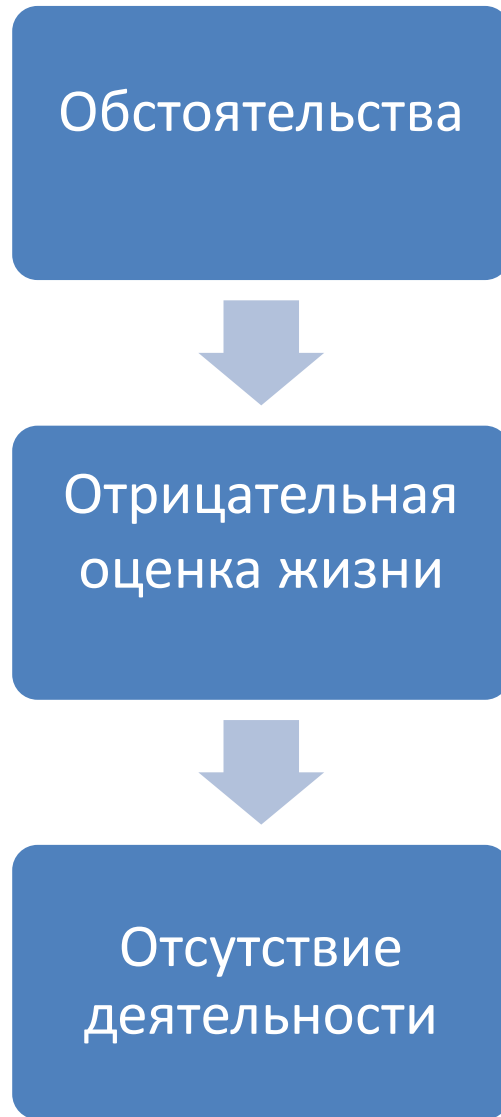 Обстоятельства
Отрицательная
оценка жизни
Отсутствие
деятельности